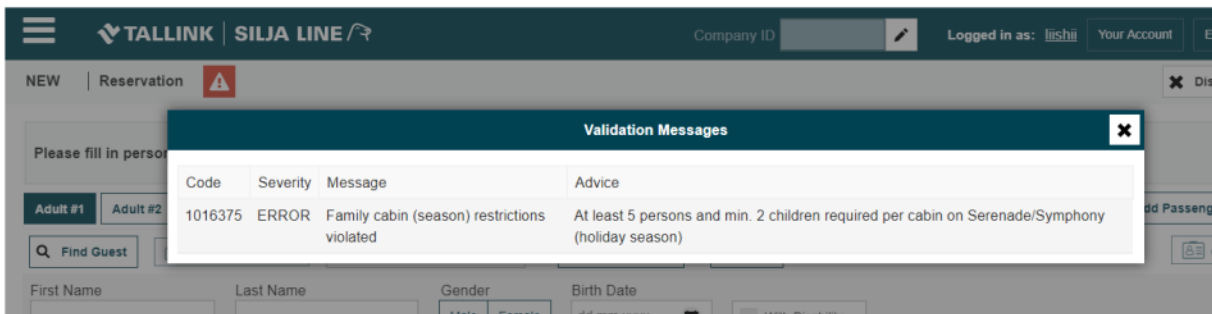 TALLINK | SILJA LINE
Company ID
Logged in as: liishii
Your Account
E
NEW | Reservation
Dis
Validation Messages
Please fill in person
Code Severity Message Advice
Adult #1 Adult #2
1016375 ERROR Family cabin (season) restrictions violated
At least 5 persons and min. 2 children required per cabin on Serenade/Symphony (holiday season)
dd Passeng
Find Guest
First Name Last Name Gender Birth Date
Male Female